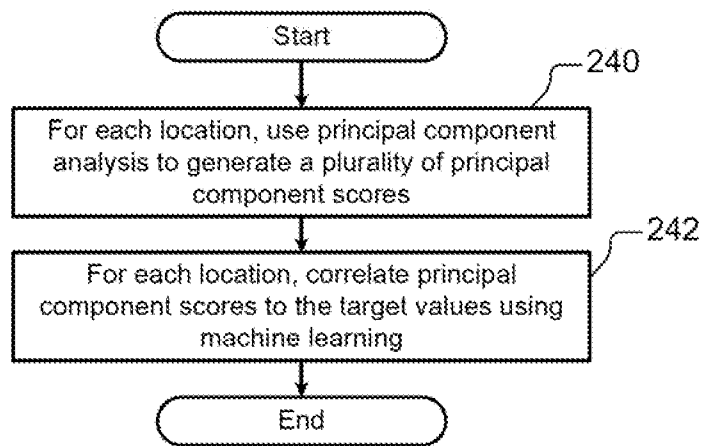 Start
240
For each location, use principal component
analysis to generate a plurality of principal
component scores
242
For each location, correlate principal
component scores to the target values using
machine learning
End